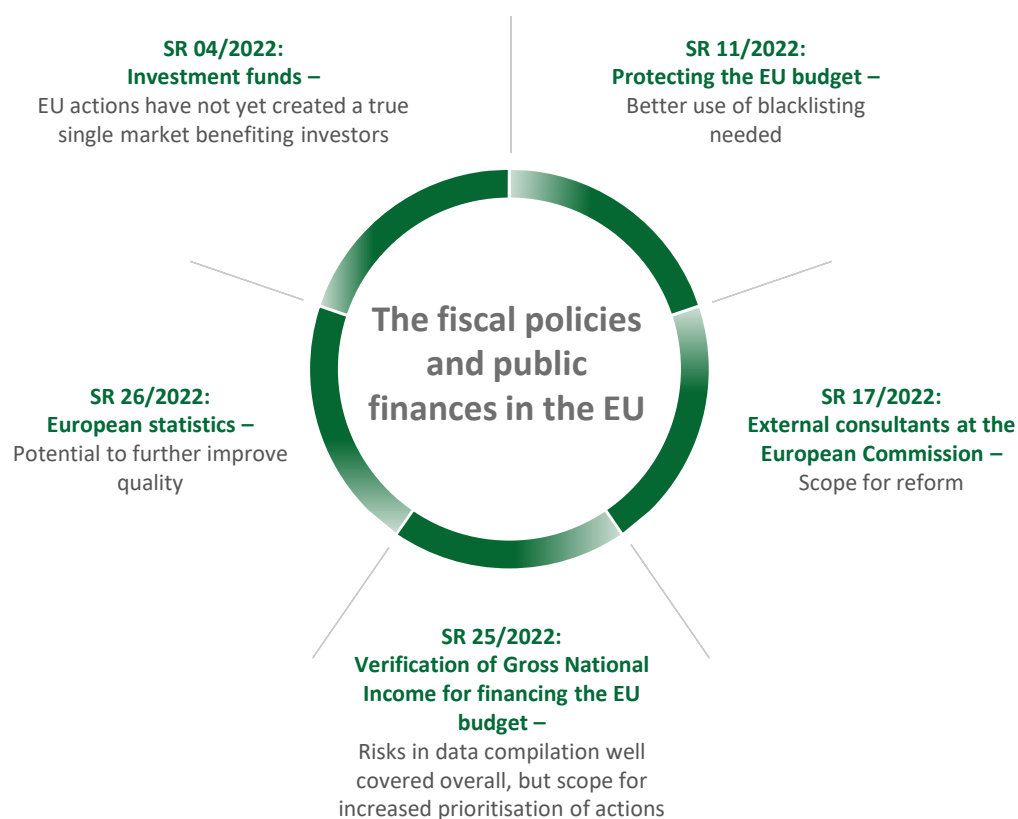 SR 04/2022:
Investment funds –
EU actions have not yet created a true
single market benefiting investors
SR 11/2022:
Protecting the EU budget –
Better use of blacklisting
needed
The fiscal policies
and public
finances in the EU
SR 26/2022:
European statistics –
Potential to further improve
quality
SR 17/2022:
External consultants at the
European Commission –
Scope for reform
SR 25/2022:
Verification of Gross National
Income for financing the EU
budget –
Risks in data compilation well
covered overall, but scope for
increased prioritisation of actions